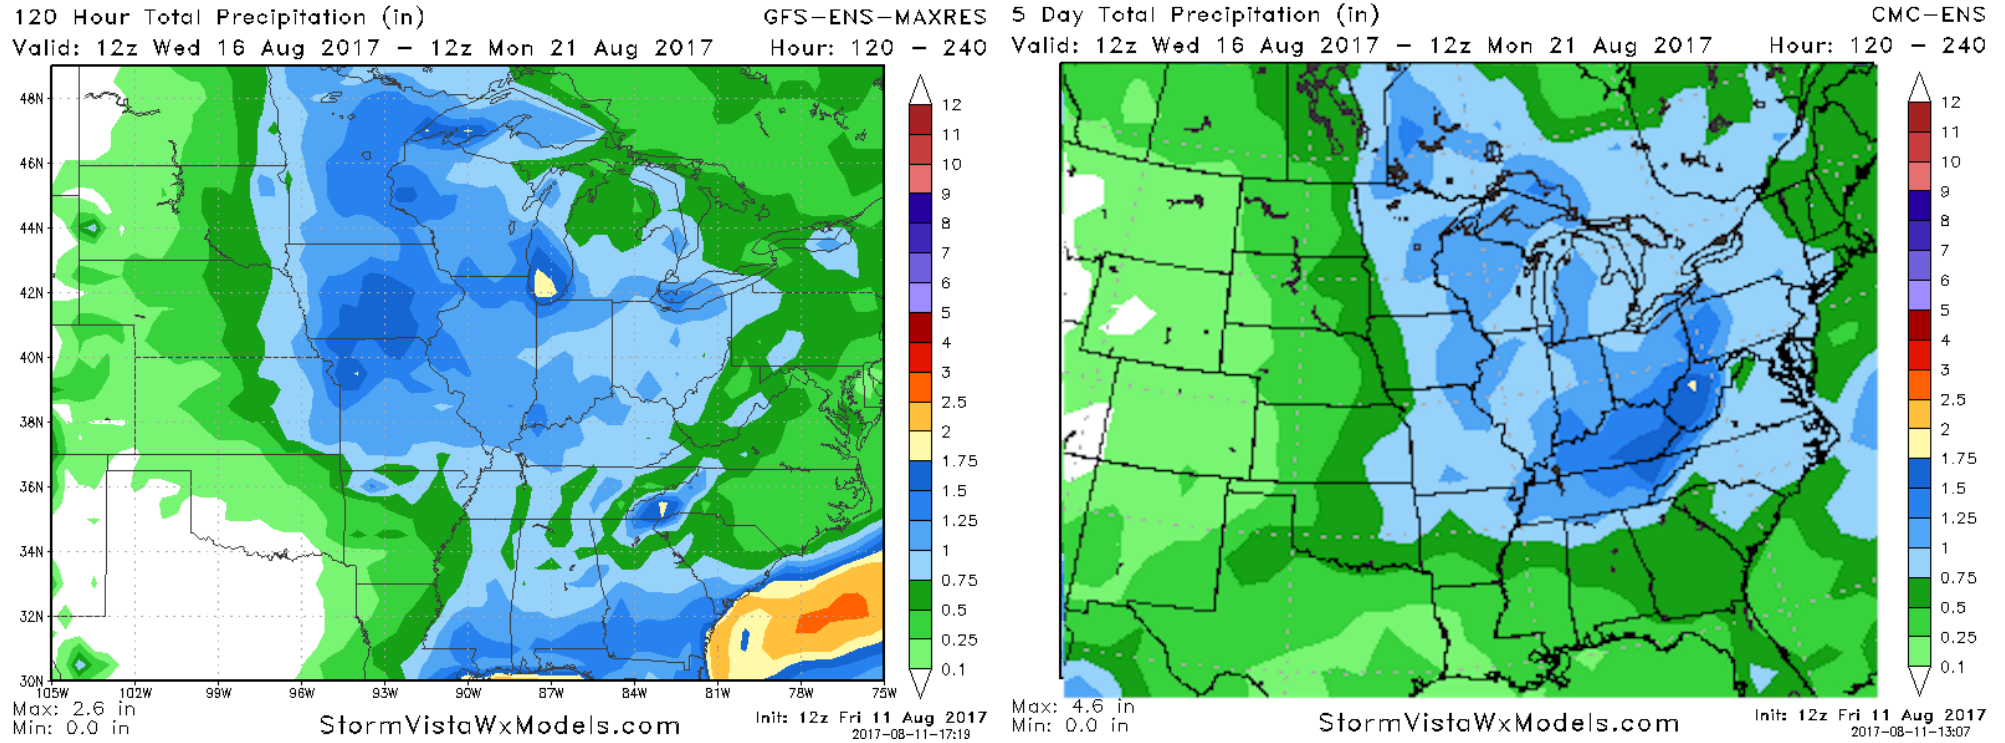 120 Hour Total Precipitation (in) GFS-ENS-MAXRES
Valid: 12z Wed 16 Aug 2017 - 12z Mon 21 Aug 2017 Hour: 120 - 240
48N
46N
44N
42N
40N
38N
36N
34N
32N
30N
105W 102W 99W 96W 93W 90W 87W 84W 81W 78W 75W
12
11
10
9
8
7
6
5
4
3
2.5
2
1.75
1.5
1.25
1
0.75
0.5
0.25
0.1
Max: 2.6 in
Min: 0.0 in
StormVistaWxModels.com
Init: 12z Fri 11 Aug 2017
2017-08-11-17:19
5 Day Total Precipitation (in) CMC-ENS
Valid: 12z Wed 16 Aug 2017 - 12z Mon 21 Aug 2017 Hour: 120 - 240
12
11
10
9
8
7
6
5
4
3
2.5
2
1.75
1.5
1.25
1
0.75
0.5
0.25
0.1
Max: 4.6 in
Min: 0.0 in
StormVistaWxModels.com
Init: 12z Fri 11 Aug 2017
2017-08-11-13:07